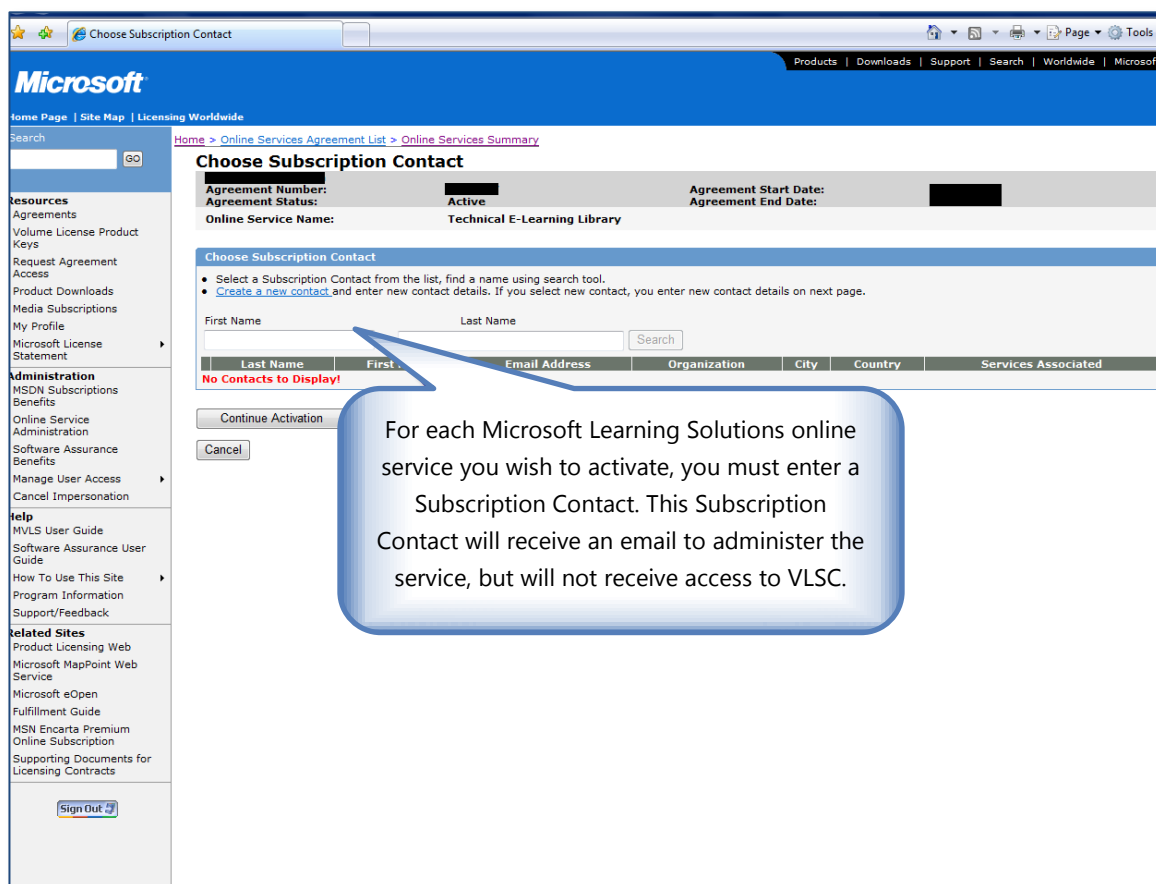 Choose Subscription Contact
Page
Tools
Products | Downloads | Support | Search | Worldwide | Microsof
Microsoft
Home Page | Site Map | Licensing Worldwide
Search
GO
Resources
Agreements
Volume License Product
Keys
Request Agreement
Access
Product Downloads
Media Subscriptions
My Profile
Microsoft License
Statement
Administration
MSDN Subscriptions
Benefits
Online Service
Administration
Software Assurance
Benefits
Manage User Access
Cancel Impersonation
Help
MVLS User Guide
Software Assurance User
Guide
How To Use This Site
Program Information
Support/Feedback
Related Sites
Product Licensing Web
Microsoft MapPoint Web
Service
Microsoft eOpen
Fulfillment Guide
MSN Encarta Premium
Online Subscription
Supporting Documents for
Licensing Contracts
Sign Out
Home > Online Services Agreement List > Online Services Summary
Choose Subscription Contact
Agreement Number: Agreement Start Date:
Agreement Status: Active Agreement End Date:
Online Service Name: Technical E-Learning Library
Choose Subscription Contact
• Select a Subscription Contact from the list, find a name using search tool.
• Create a new contact and enter new contact details. If you select new contact, you enter new contact details on next page.
First Name Last Name
Search
Last Name First Email Address Organization City Country Services Associated
No Contacts to Display!
Continue Activation
Cancel
For each Microsoft Learning Solutions online
service you wish to activate, you must enter a
Subscription Contact. This Subscription
Contact will receive an email to administer the
service, but will not receive access to VLSC.